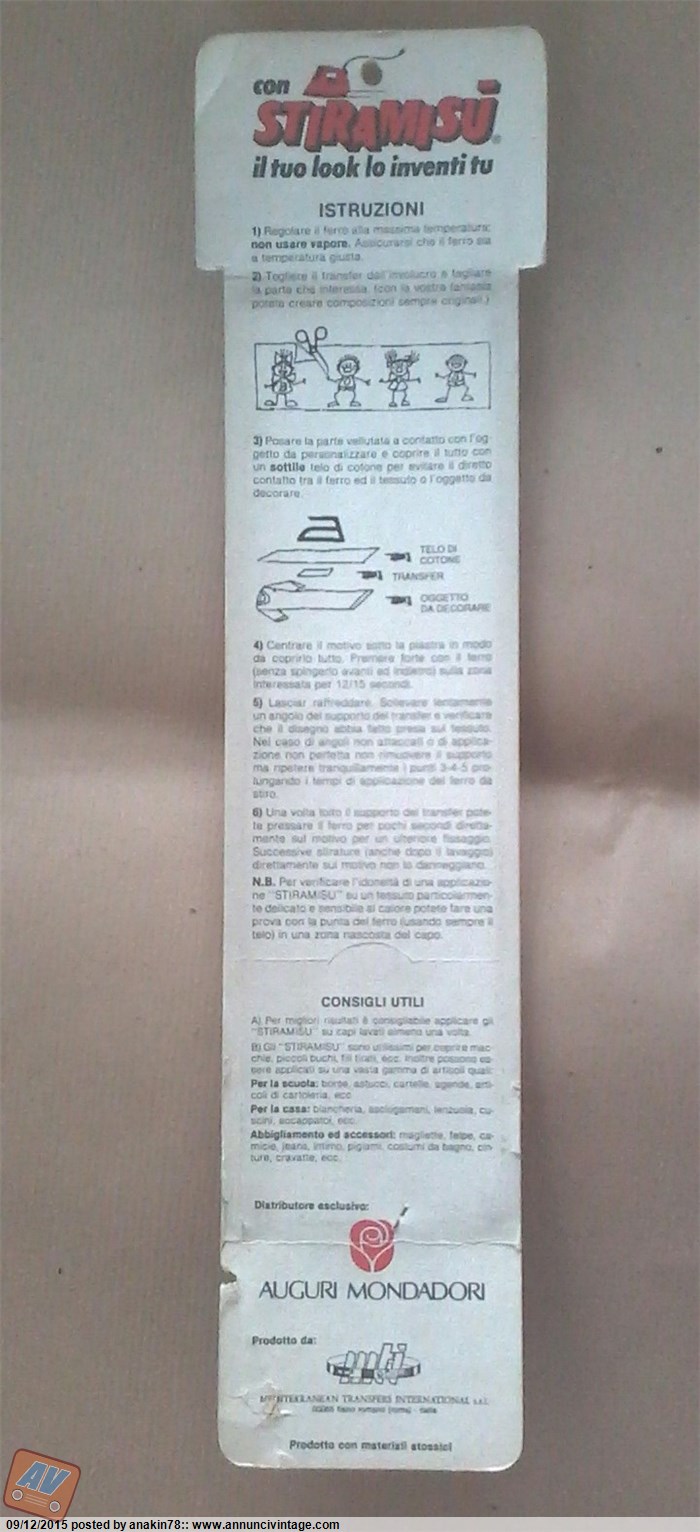 con
STIRAMISÙ
il tuo look lo inventi tu
ISTRUZIONI
1) Regolare il ferro alla massima temperatura:
non usare vapore. Assicurarsi che il ferro sia
a temperatura giusta.
2) Togliere il transfer dall'involucro e tagliare
la parte che interessa. (con la vostra fantasia
potete creare composizioni sempre originali.)
3) Posare la parte vellutata a contatto con l'og-
getto da personalizzare e coprire il tutto con
un sottile telo di cotone per evitare il diretto
contatto tra il ferro ed il tessuto o l'oggetto da
decorare.
TELO DI
COTONE
TRANSFER
OGGETTO
DA DECORARE
4) Centrare il motivo sotto la piastra in modo
da coprirlo tutto. Premere forte con il ferro
(senza spingerlo avanti ed indietro) sulla zona
interessata per 12/15 secondi.
5) Lasciar raffreddare. Sollevare lentamente
un angolo del supporto del transfer e verificare
che il disegno abbia fatto presa sul tessuto.
Nel caso di angoli non attaccati o di applica-
zione non perfetta non rimuovere il supporto
ma ripetere tranquillamente i punti 3-4-5 pro-
lungando i tempi di applicazione del ferro da
stiro.
6) Una volta tolto il supporto del transfer pote-
te pressare il ferro per pochi secondi diretta-
mente sul motivo per un ulteriore fissaggio.
Successive stirature (anche dopo il lavaggio)
direttamente sul motivo non lo danneggiano.
N.B. Per verificare l'idoneità di una applicazio-
ne "STIRAMISU" su un tessuto particolarmen-
te delicato e sensibile al calore potete fare una
prova con la punta del ferro (usando sempre il
telo) in una zona nascosta del capo.
CONSIGLI UTILI
A) Per migliori risultati è consigliabile applicare gli
"STIRAMISU" su capi lavati almeno una volta.
B) Gli "STIRAMISU" sono utilissimi per coprire mac-
chie, piccoli buchi, fili tirati, ecc. Inoltre possono es-
sere applicati su una vasta gamma di articoli quali:
Per la scuola: borse, astucci, cartelle, agende, arti-
coli di cartoleria, ecc.
Per la casa: biancheria, asciugamani, lenzuola, cu-
scini, accappatoi, ecc.
Abbigliamento ed accessori: magliette, felpe, ca-
micie, jeans, intimo, pigiami, costumi da bagno, cin-
ture, cravatte, ecc.
Distributore esclusivo:
AUGURI MONDADORI
Prodotto da:
mti
MEDITERRANEAN TRANSFERS INTERNATIONAL s.r.l.
(roma) - italia
Prodotto con materiali atossici
AV
09/12/2015 posted by anakin78:: www.annuncivintage.com